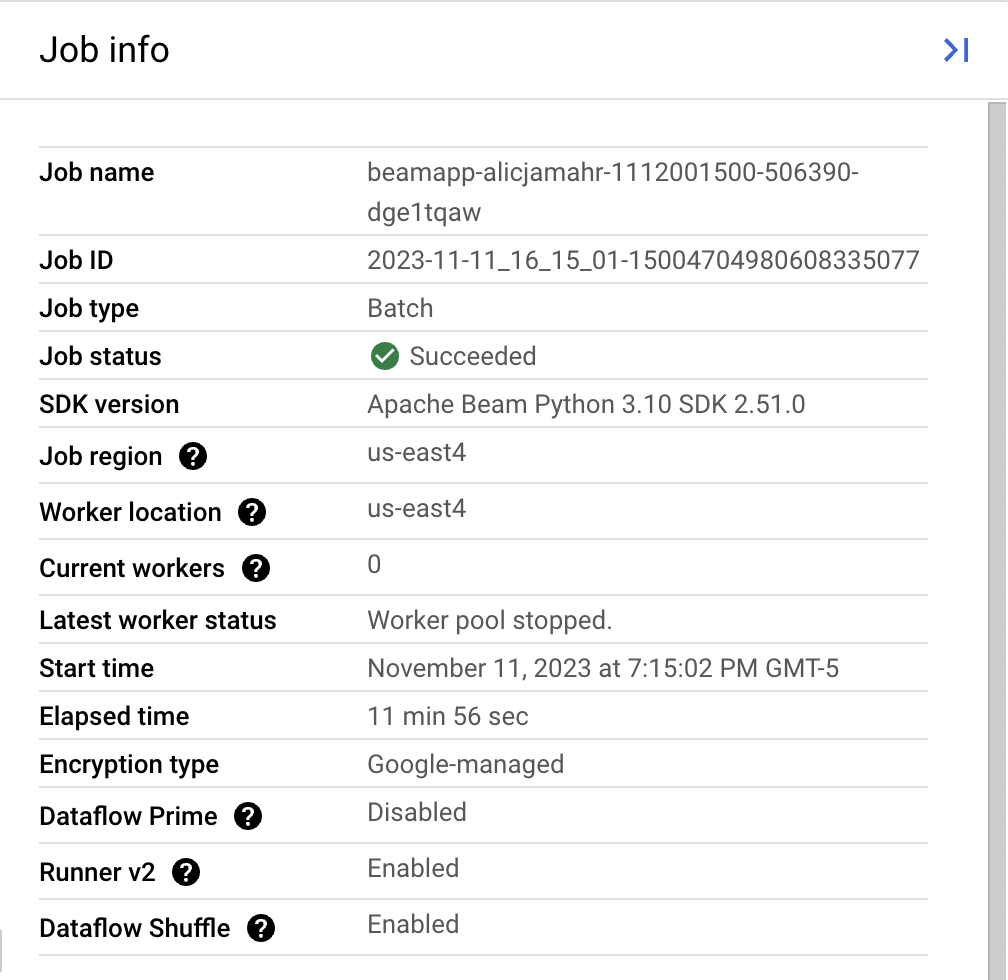 Job info
Job name beamapp-alicjamahr-1112001500-506390-
dge1tqaw
Job ID 2023-11-11_16_15_01-15004704980608335077
Job type Batch
Job status Succeeded
SDK version Apache Beam Python 3.10 SDK 2.51.0
Job region ? us-east4
Worker location ? us-east4
Current workers ? 0
Latest worker status Worker pool stopped.
Start time November 11, 2023 at 7:15:02 PM GMT-5
Elapsed time 11 min 56 sec
Encryption type Google-managed
Dataflow Prime ? Disabled
Runner v2 ? Enabled
Dataflow Shuffle ? Enabled